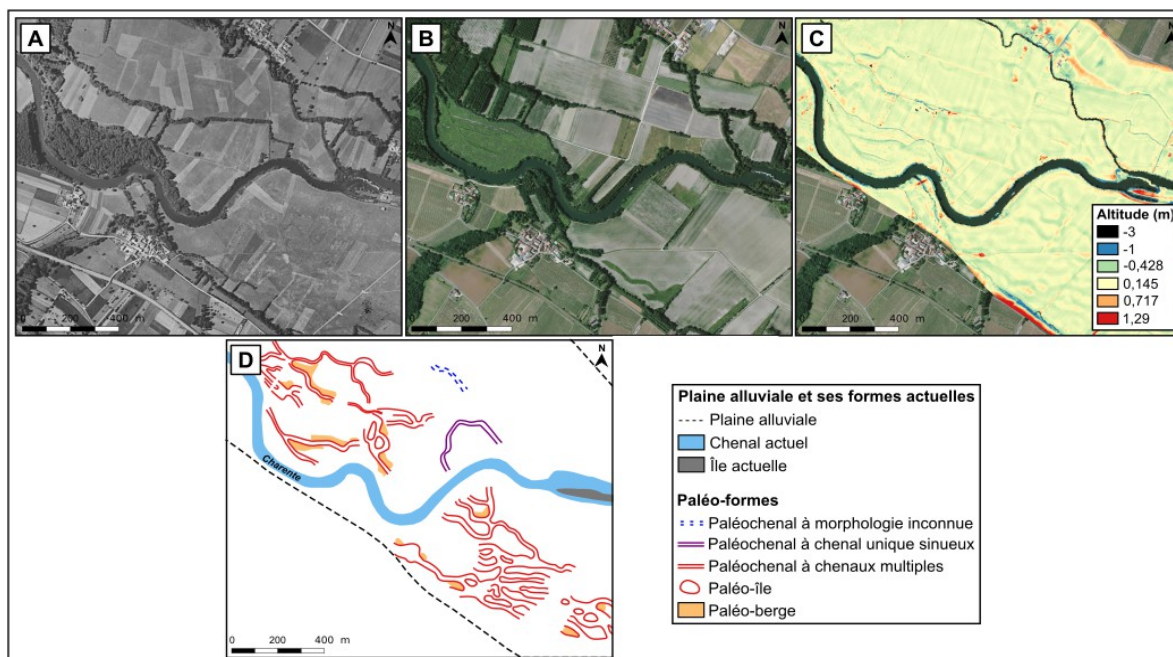 A
N
0 200 400 m
B
N
0 200 400 m
C
N
Altitude (m)
-3
-1
-0,428
0,145
0,717
1,29
0 200 400 m
D
N
Charente
0 200 400 m
Plaine alluviale et ses formes actuelles
Plaine alluviale
Chenal actuel
Île actuelle
Paléo-formes
Paléochenal à morphologie inconnue
Paléochenal à chenal unique sinueux
Paléochenal à chenaux multiples
Paléo-île
Paléo-berge